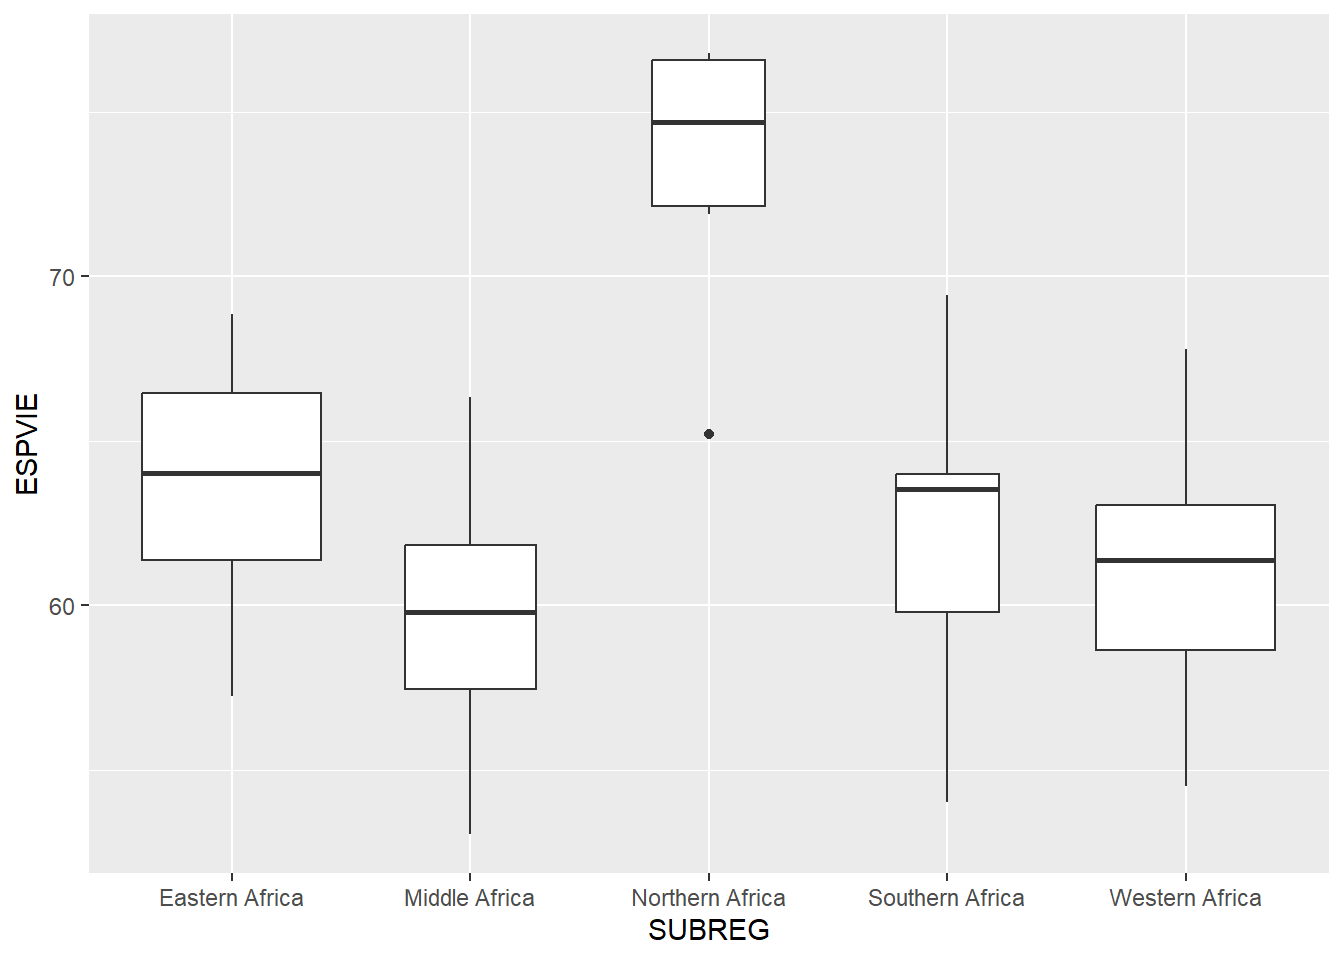 ESPVIE
70
60
Eastern Africa
Middle Africa
Northern Africa
Southern Africa
Western Africa
SUBREG